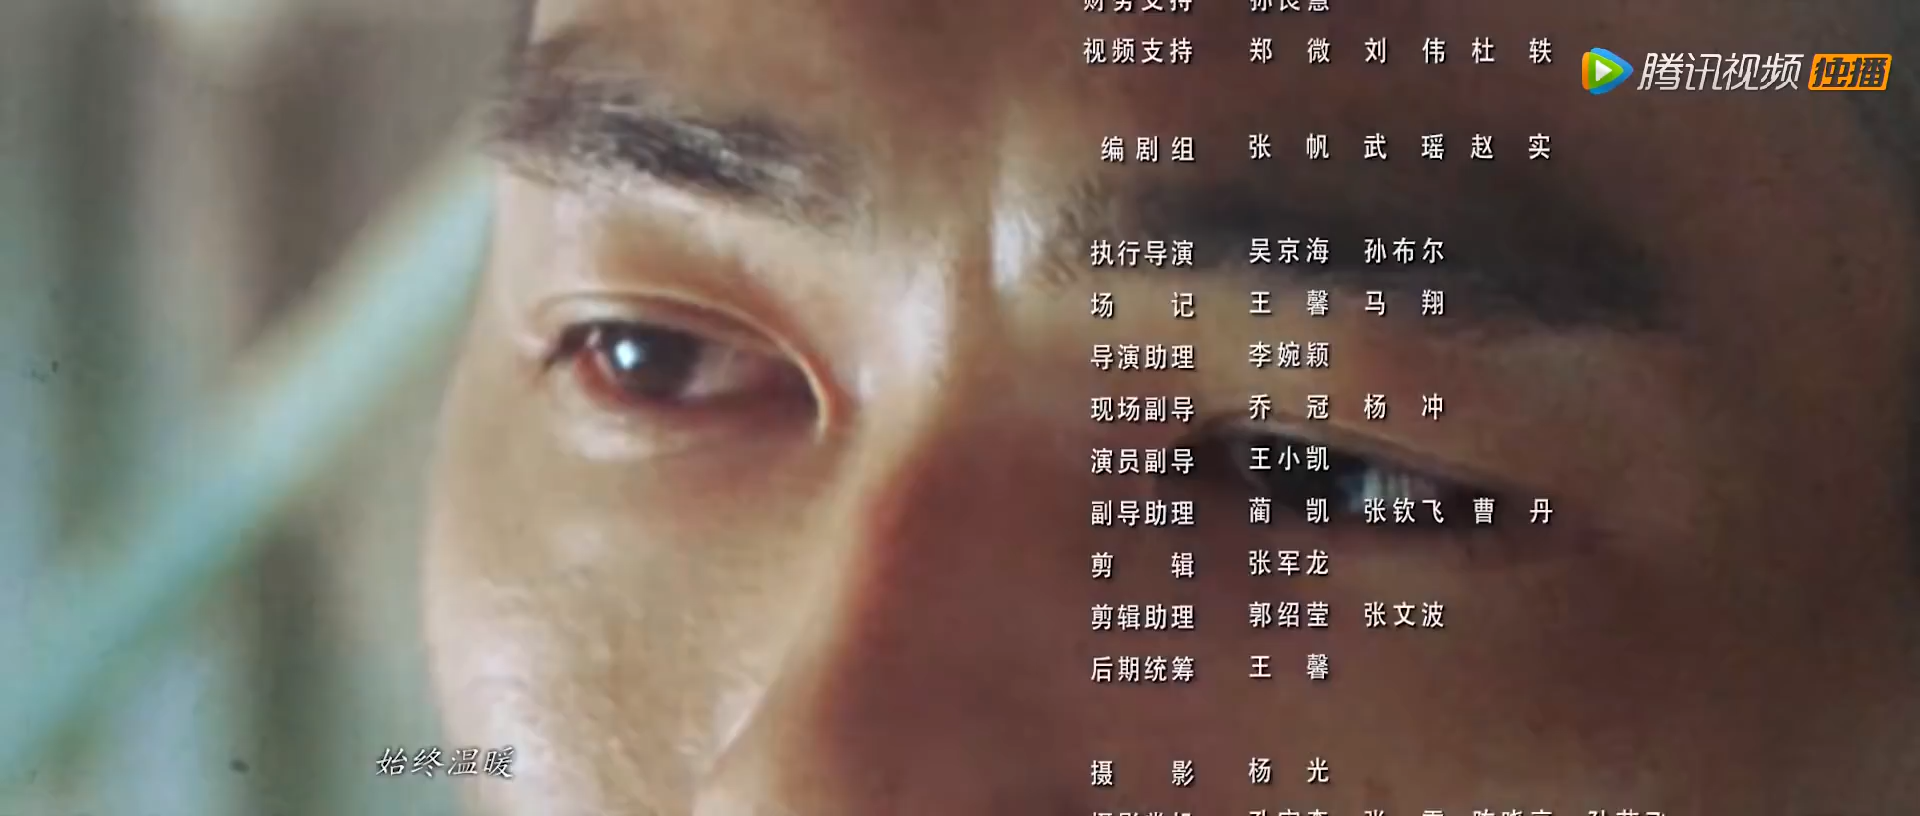 视频支持 郑微 刘伟 杜轶
腾讯视频 独播
编剧组 张帆 武瑶 赵实
执行导演 吴京海 孙布尔
场记 王馨 马翔
导演助理 李婉颖
现场副导 乔冠 杨冲
演员副导 王小凯
副导助理 蔺凯 张钦飞 曹丹
剪辑 张军龙
剪辑助理 郭绍莹 张文波
后期统筹 王馨
始终温暖
摄影 杨光